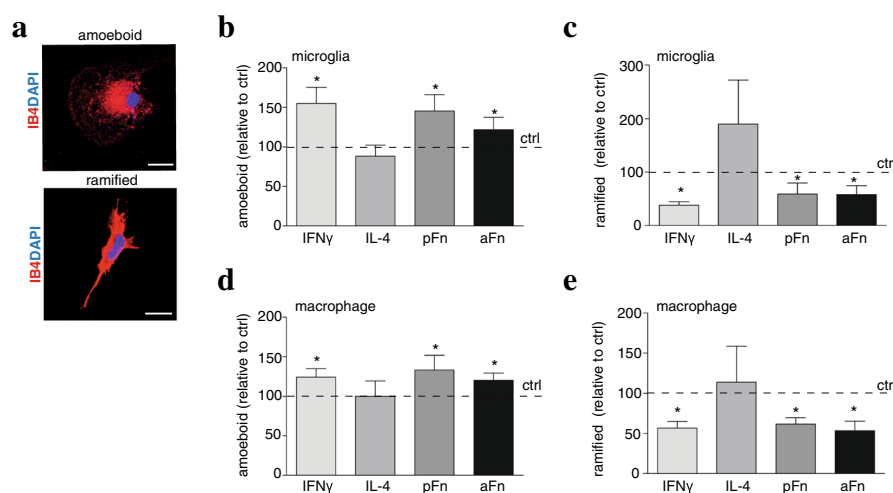 a
amoeboid
IB4DAPI
ramified
IB4DAPI
b
microglia
amoeboid (relative to ctrl)
200
150
100
50
0
*
*
*
ctrl
IFNγ IL-4 pFn aFn
c
microglia
ramified (relative to ctrl)
300
200
100
50
0
*
*
*
ctr
IFNγ IL-4 pFn aFn
d
macrophage
amoeboid (relative to ctrl)
200
150
100
50
0
*
*
*
ctrl
IFNγ IL-4 pFn aFn
e
macrophage
ramified (relative to ctrl)
200
150
100
50
0
*
*
*
ctr
IFNγ IL-4 pFn aFn